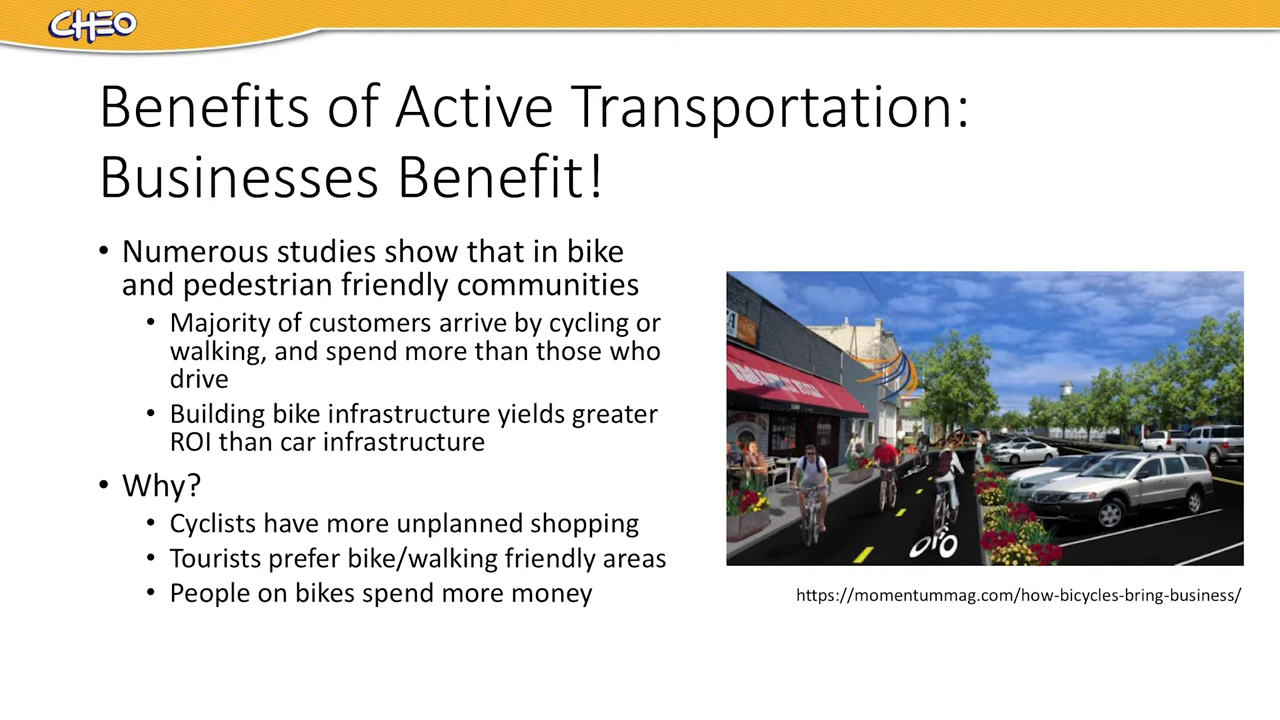 CHEO
Benefits of Active Transportation:
Businesses Benefit!
• Numerous studies show that in bike
and pedestrian friendly communities
• Majority of customers arrive by cycling or
walking, and spend more than those who
drive
• Building bike infrastructure yields greater
ROI than car infrastructure
• Why?
• Cyclists have more unplanned shopping
• Tourists prefer bike/walking friendly areas
• People on bikes spend more money
https://momentummag.com/how-bicycles-bring-business/